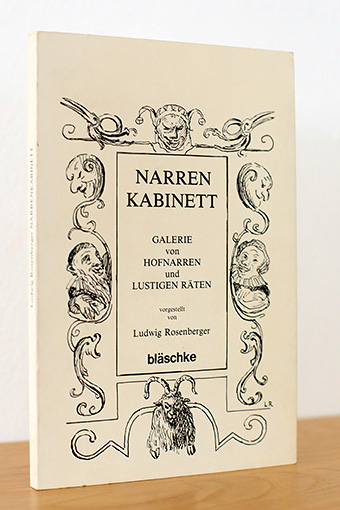 NARREN
KABINETT
GALERIE
von
HOFNARREN
und
LUSTIGEN RÄTEN
vorgestellt
von
Ludwig Rosenberger
bläschke
LR
Ludwig Rosenberger NARRENKABINETT